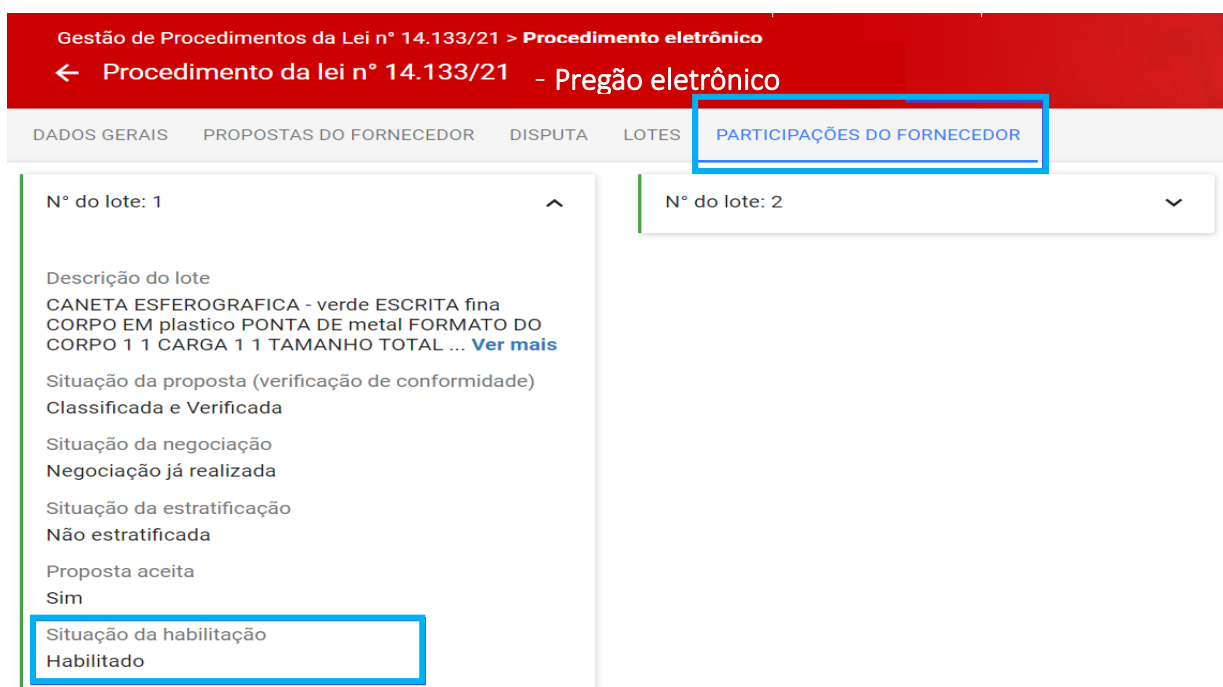 Gestão de Procedimentos da Lei n° 14.133/21 > Procedimento eletrônico
Procedimento da lei n° 14.133/21 - Pregão eletrônico
DADOS GERAIS PROPOSTAS DO FORNECEDOR DISPUTA LOTES PARTICIPAÇÕES DO FORNECEDOR
N° do lote: 1
Descrição do lote
CANETA ESFEROGRAFICA - verde ESCRITA fina
CORPO EM plastico PONTA DE metal FORMATO DO
CORPO 1 1 CARGA 1 1 TAMANHO TOTAL ... Ver mais
Situação da proposta (verificação de conformidade)
Classificada e Verificada
Situação da negociação
Negociação já realizada
Situação da estratificação
Não estratificada
Proposta aceita
Sim
Situação da habilitação
Habilitado
N° do lote: 2